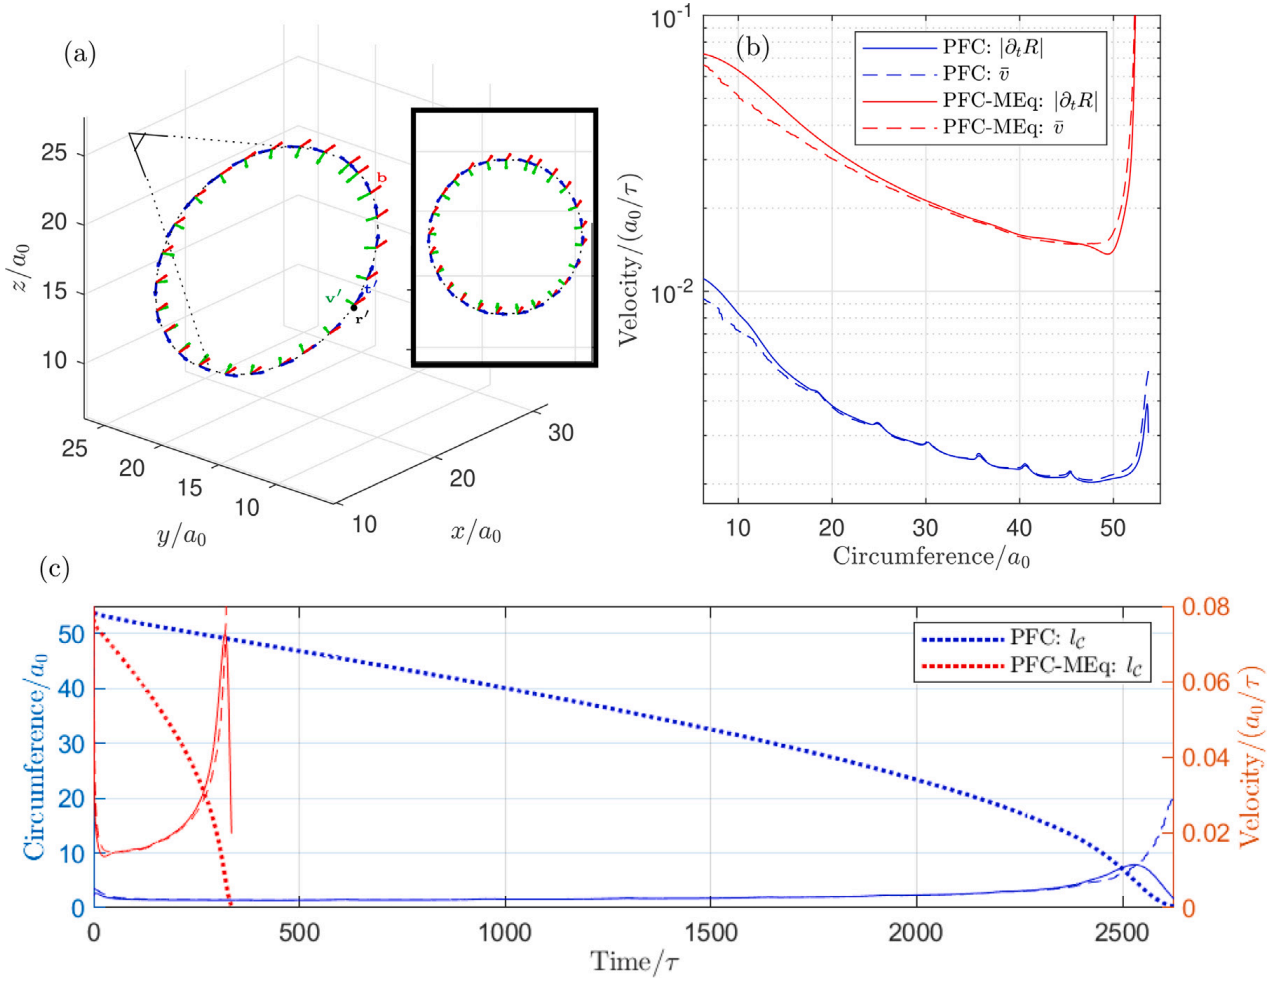 (a)
25
20
15
10
z/a₀
25
20
15
10
y/a₀
10
20
30
x/a₀
b
v′
t′
r′
(b)
10⁻¹
10⁻²
Velocity/(a₀/τ)
PFC: |∂ₜR|
PFC: v̄
PFC-MEq: |∂ₜR|
PFC-MEq: v̄
10 20 30 40 50
Circumference/a₀
(c)
50
40
30
20
10
0
Circumference/a₀
PFC: l_𝒞
PFC-MEq: l_𝒞
0.08
0.06
0.04
0.02
0
Velocity/(a₀/τ)
0 500 1000 1500 2000 2500
Time/τ